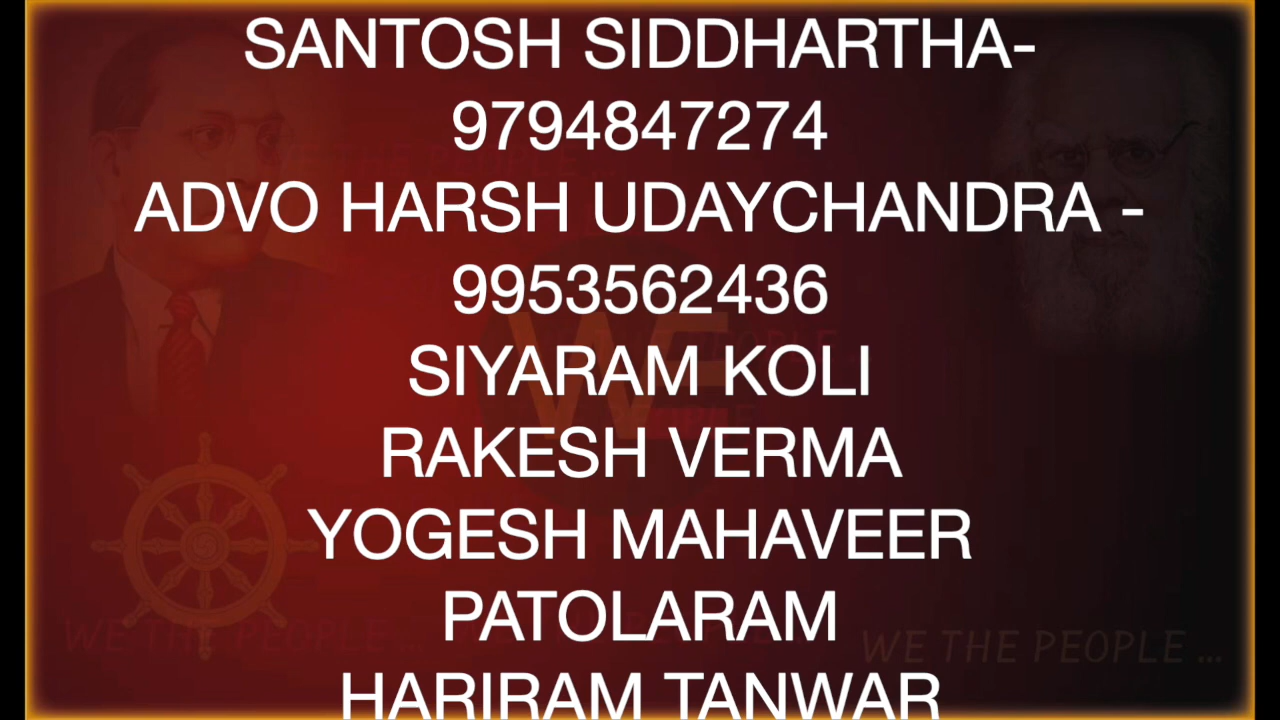 SANTOSH SIDDHARTHA-
9794847274
ADVO HARSH UDAYCHANDRA -
9953562436
SIYARAM KOLI
RAKESH VERMA
YOGESH MAHAVEER
PATOLARAM
HARIRAM TANWAR
WE THE PEOPLE ...
WE THE PEOPLE ...